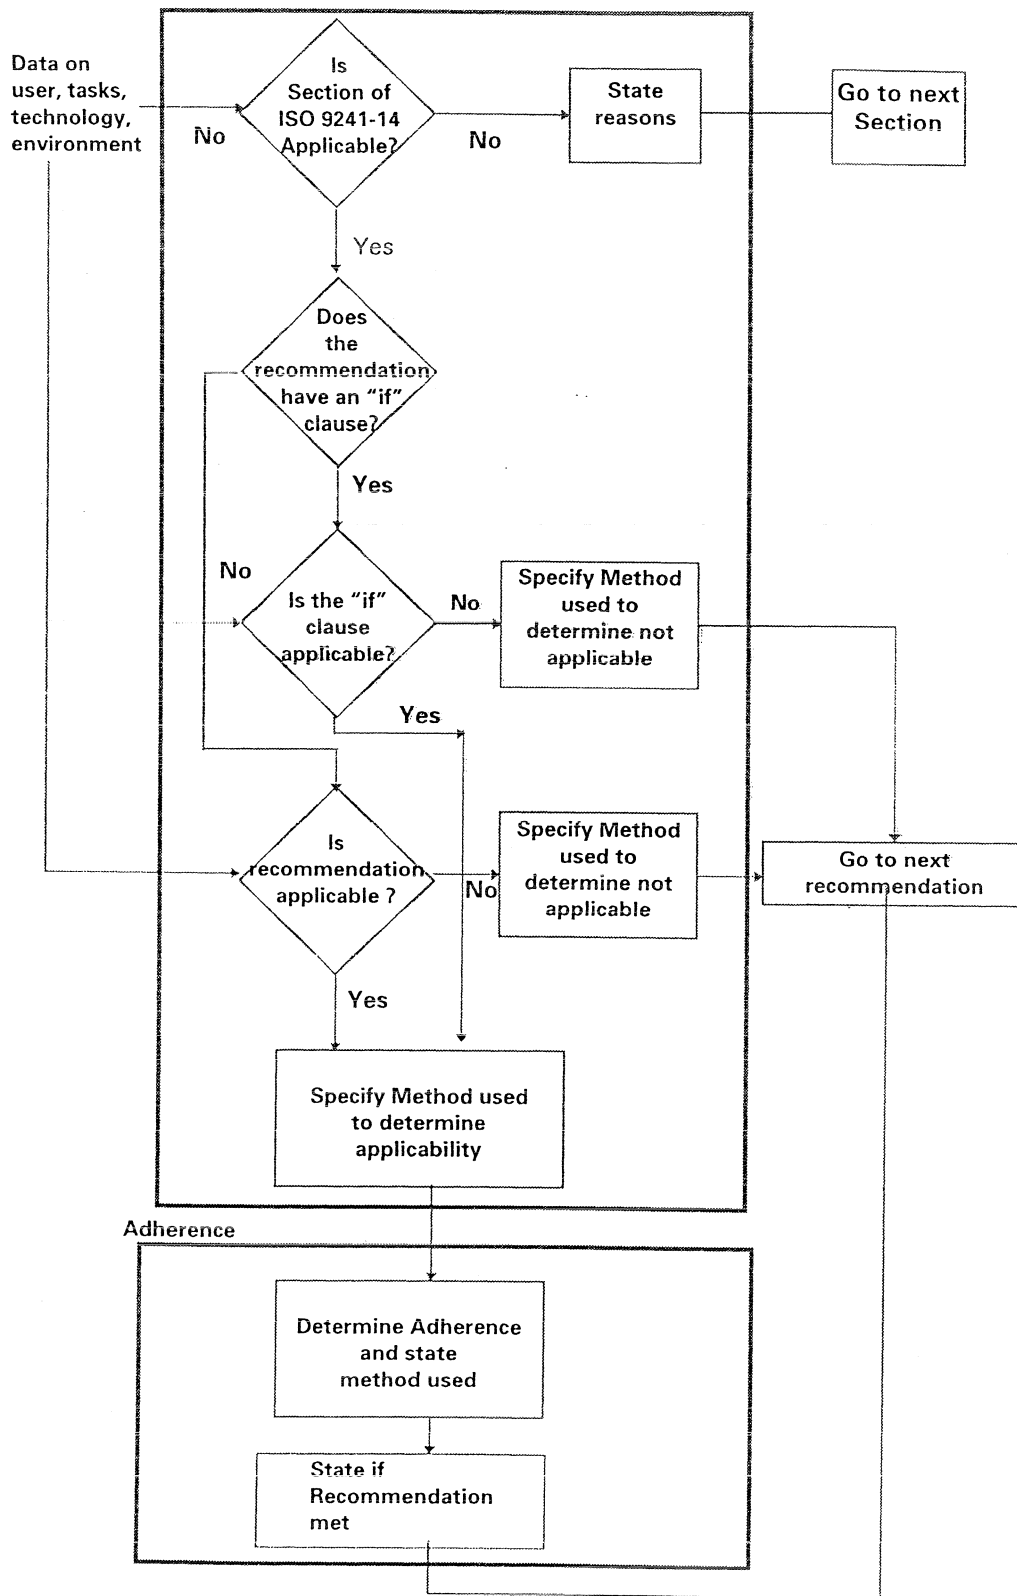 Data on
user, tasks,
technology,
environment
No
Is
Section of
ISO 9241-14
Applicable?
No
State
reasons
Go to next
Section
Yes
Does
the
recommendation
have an “if”
clause?
Yes
No
Is the “if”
clause
applicable?
No
Specify Method
used to
determine not
applicable
Yes
Is
recommendation
applicable ?
No
Specify Method
used to
determine not
applicable
Go to next
recommendation
Yes
Specify Method used
to determine
applicability
Adherence
Determine Adherence
and state
method used
State if
Recommendation
met